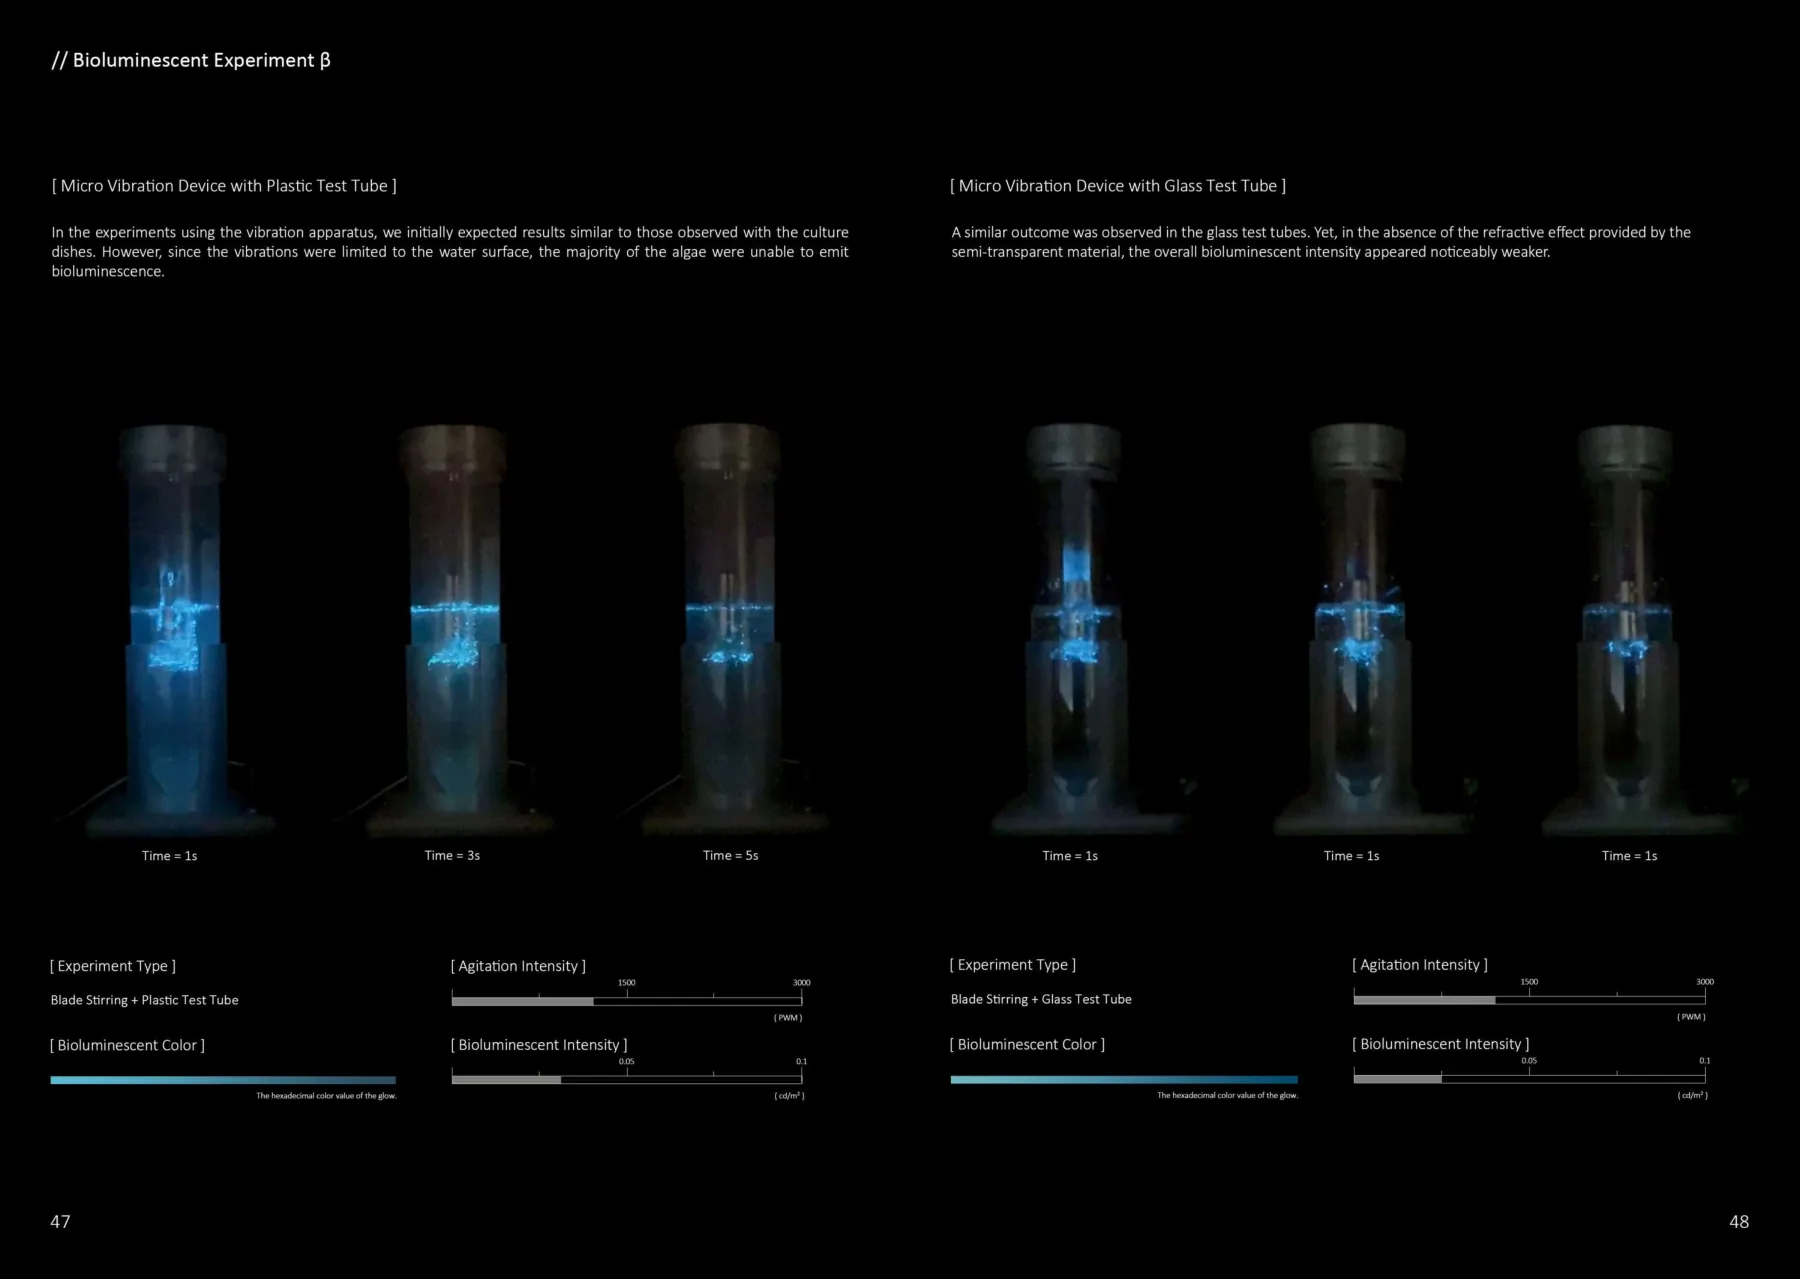 // Bioluminescent Experiment β
[ Micro Vibration Device with Plastic Test Tube ]
In the experiments using the vibration apparatus, we initially expected results similar to those observed with the culture
dishes. However, since the vibrations were limited to the water surface, the majority of the algae were unable to emit
bioluminescence.
Time = 1s
Time = 3s
Time = 5s
[ Experiment Type ]
Blade Stirring + Plastic Test Tube
[ Bioluminescent Color ]
The hexadecimal color value of the glow.
[ Agitation Intensity ]
1500 3000
( PWM )
[ Bioluminescent Intensity ]
0.05 0.1
( cd/m² )
47
[ Micro Vibration Device with Glass Test Tube ]
A similar outcome was observed in the glass test tubes. Yet, in the absence of the refractive effect provided by the
semi-transparent material, the overall bioluminescent intensity appeared noticeably weaker.
Time = 1s
Time = 1s
Time = 1s
[ Experiment Type ]
Blade Stirring + Glass Test Tube
[ Bioluminescent Color ]
The hexadecimal color value of the glow.
[ Agitation Intensity ]
1500 3000
( PWM )
[ Bioluminescent Intensity ]
0.05 0.1
( cd/m² )
48